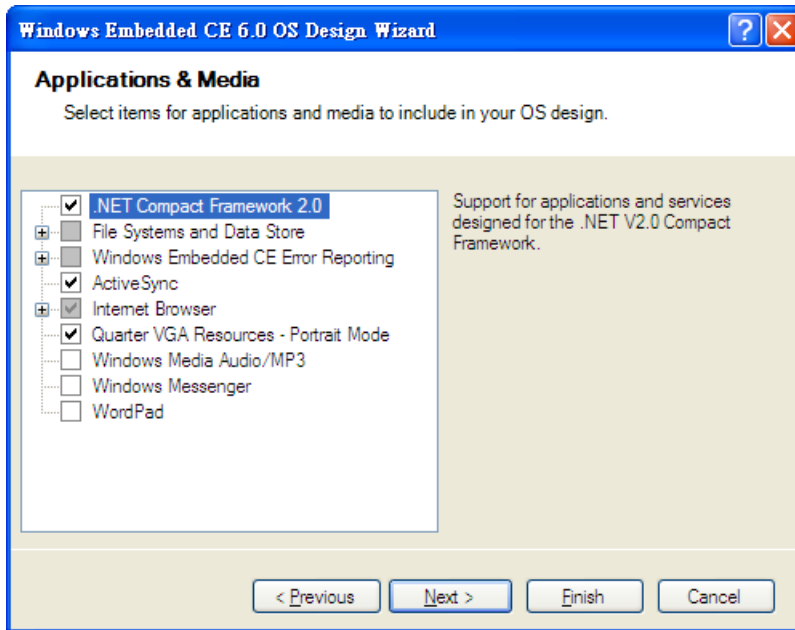 Windows Embedded CE 6.0 OS Design Wizard
Applications & Media
Select items for applications and media to include in your OS design.
.NET Compact Framework 2.0
File Systems and Data Store
Windows Embedded CE Error Reporting
ActiveSync
Internet Browser
Quarter VGA Resources - Portrait Mode
Windows Media Audio/MP3
Windows Messenger
WordPad
Support for applications and services
designed for the .NET V2.0 Compact
Framework.
< Previous
Next >
Finish
Cancel